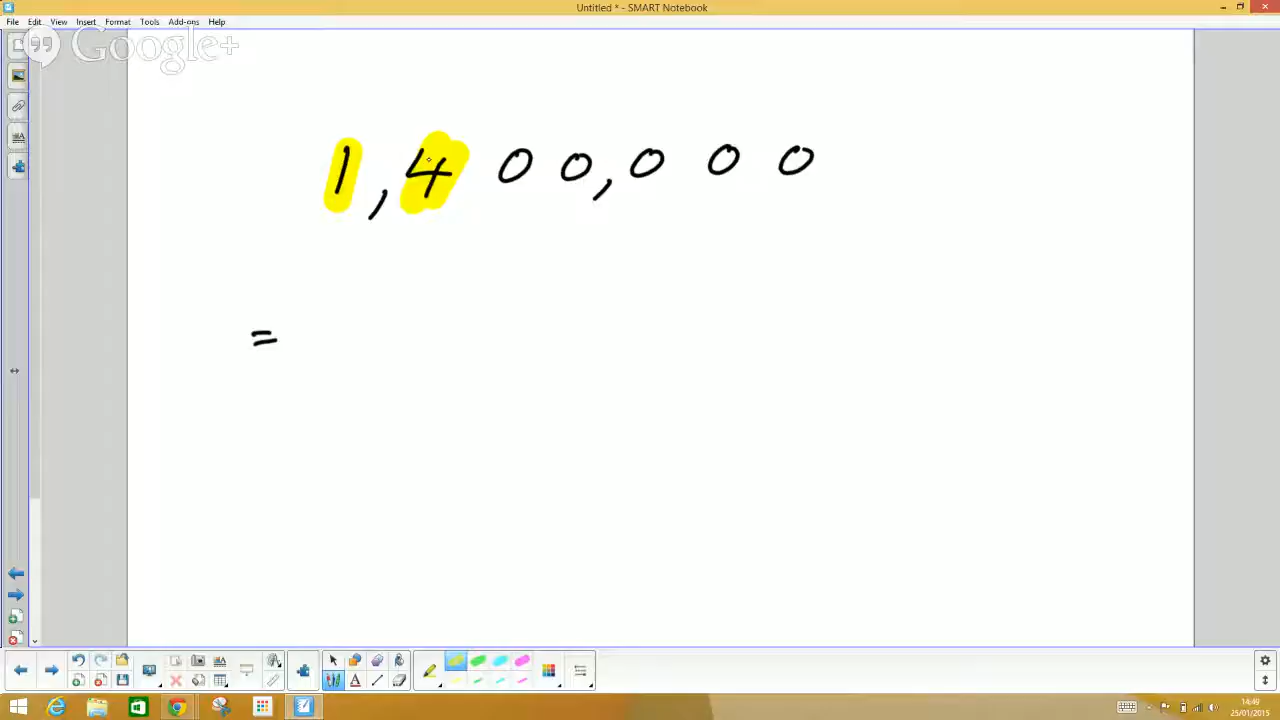 Untitled * - SMART Notebook
File Edit View Insert Format Tools Add-ons Help
Google+
1,400,000
=
14:49
25/01/2015